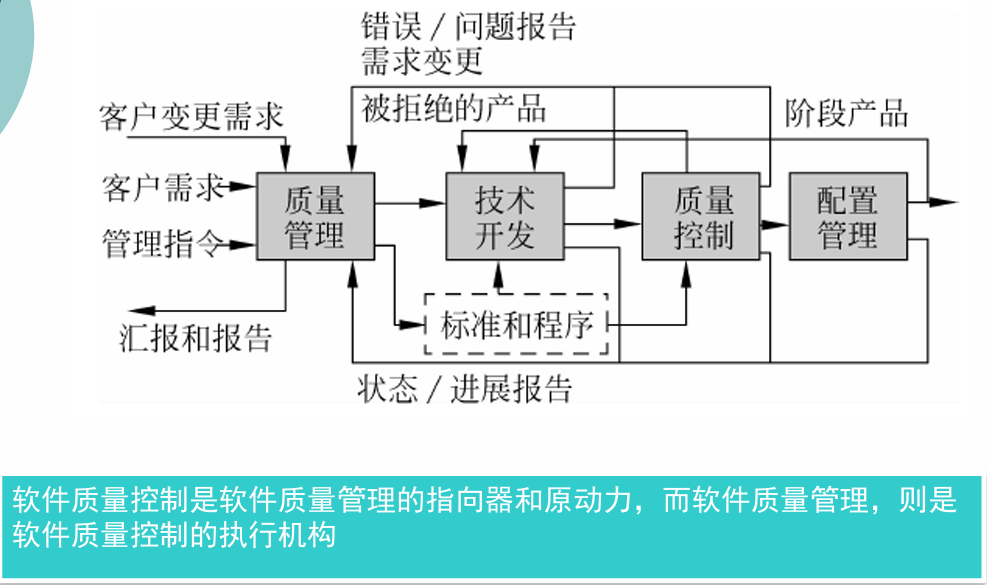 错误/问题报告
需求变更
被拒绝的产品
阶段产品
客户变更需求
客户需求
管理指令
质量
管理
技术
开发
质量
控制
配置
管理
标准和程序
汇报和报告
状态/进展报告
软件质量控制是软件质量管理的指向器和原动力，而软件质量管理，则是
软件质量控制的执行机构